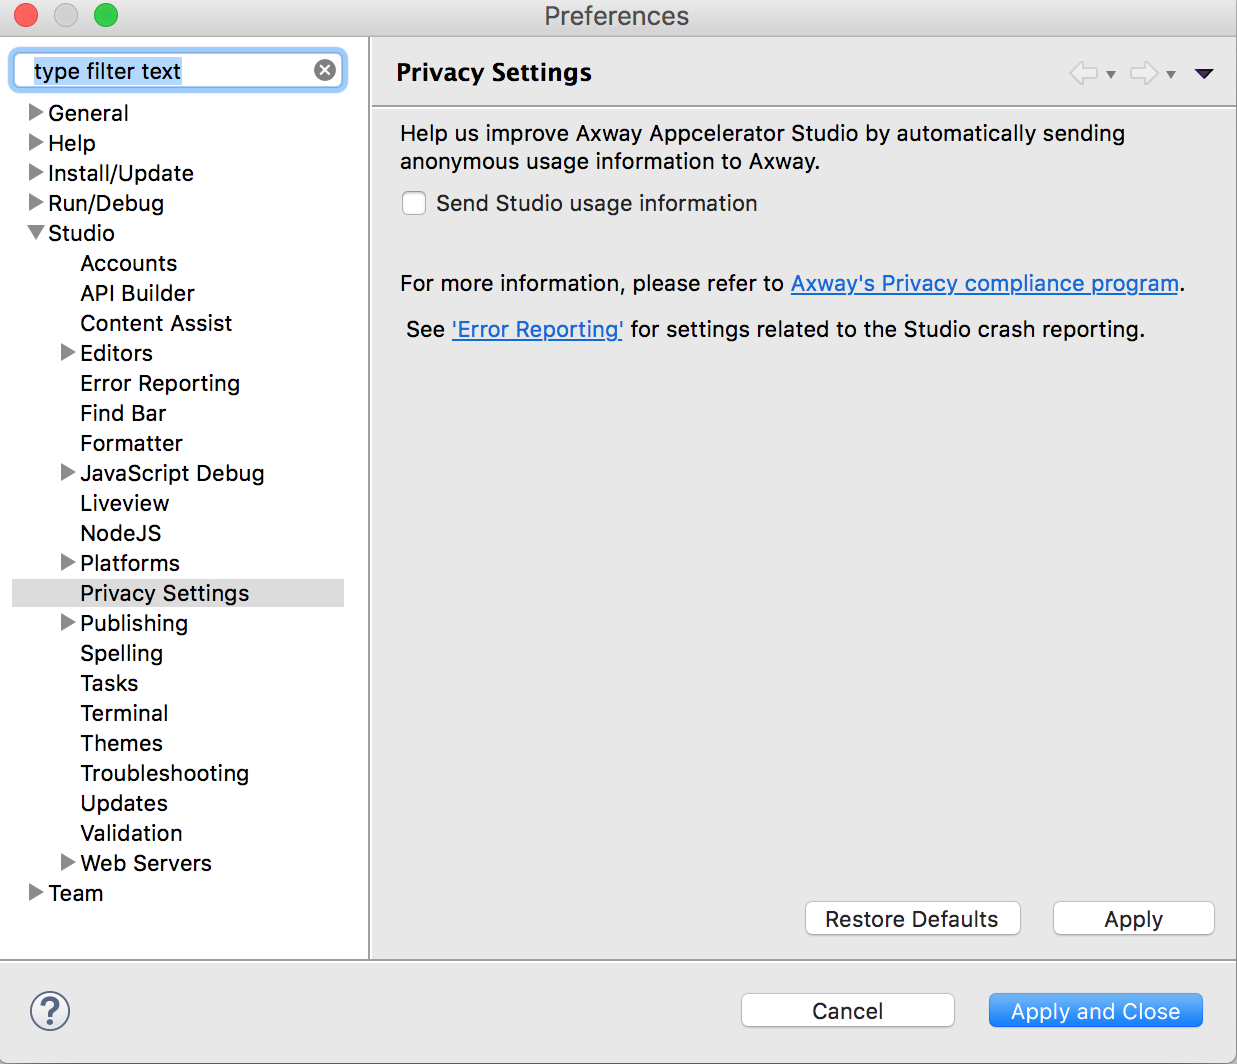 Preferences
type filter text
General
Help
Install/Update
Run/Debug
Studio
Accounts
API Builder
Content Assist
Editors
Error Reporting
Find Bar
Formatter
JavaScript Debug
Liveview
NodeJS
Platforms
Privacy Settings
Publishing
Spelling
Tasks
Terminal
Themes
Troubleshooting
Updates
Validation
Web Servers
Team
Privacy Settings
Help us improve Axway Appcelerator Studio by automatically sending
anonymous usage information to Axway.
Send Studio usage information
For more information, please refer to Axway's Privacy compliance program.
See 'Error Reporting' for settings related to the Studio crash reporting.
Restore Defaults
Apply
?
Cancel
Apply and Close